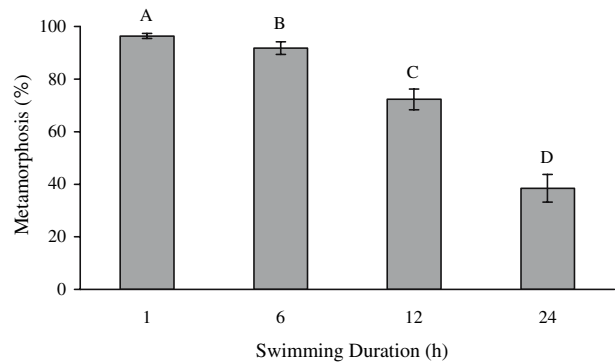 Metamorphosis (%)
100
80
60
40
20
0
A
B
C
D
1 6 12 24
Swimming Duration (h)